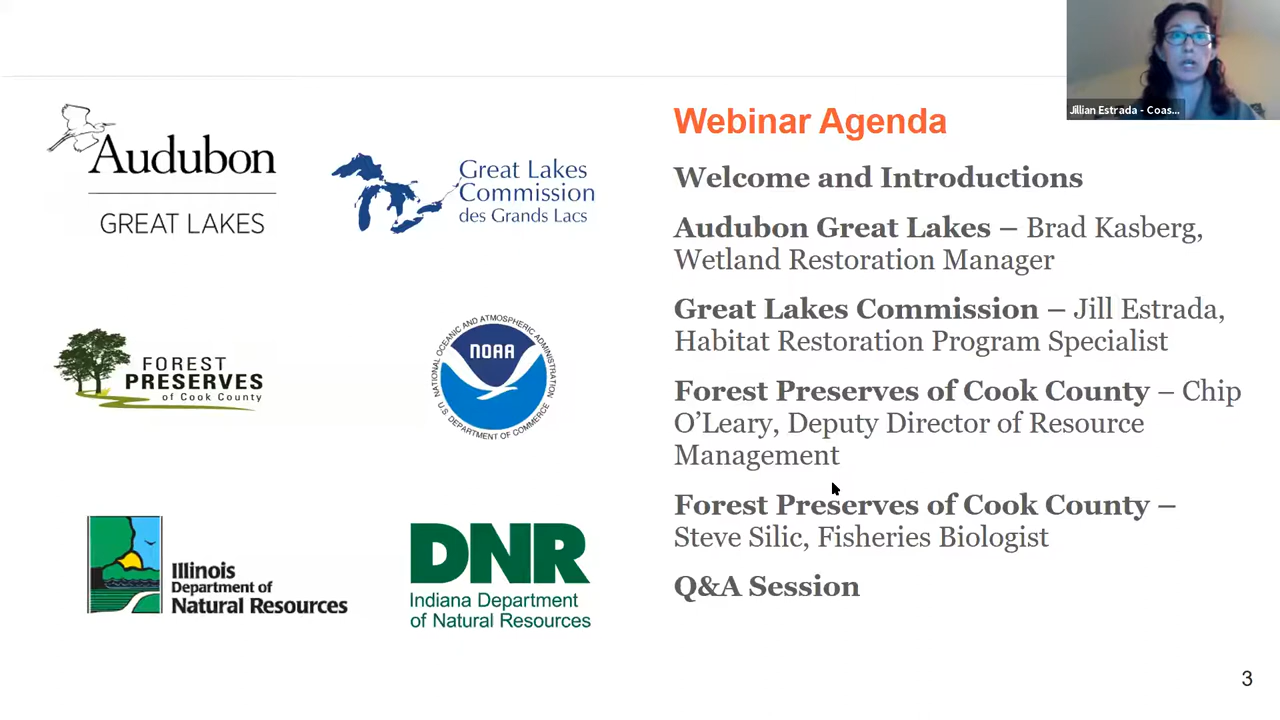 Jillian Estrada - Coas...
Audubon
GREAT LAKES
Great Lakes
Commission
des Grands Lacs
FOREST
PRESERVES
of Cook County
NATIONAL OCEANIC AND ATMOSPHERIC ADMINISTRATION
NOAA
U.S. DEPARTMENT OF COMMERCE
Illinois
Department of
Natural Resources
DNR
Indiana Department
of Natural Resources
Webinar Agenda
Welcome and Introductions
Audubon Great Lakes – Brad Kasberg,
Wetland Restoration Manager
Great Lakes Commission – Jill Estrada,
Habitat Restoration Program Specialist
Forest Preserves of Cook County – Chip
O’Leary, Deputy Director of Resource
Management
Forest Preserves of Cook County –
Steve Silic, Fisheries Biologist
Q&A Session
3